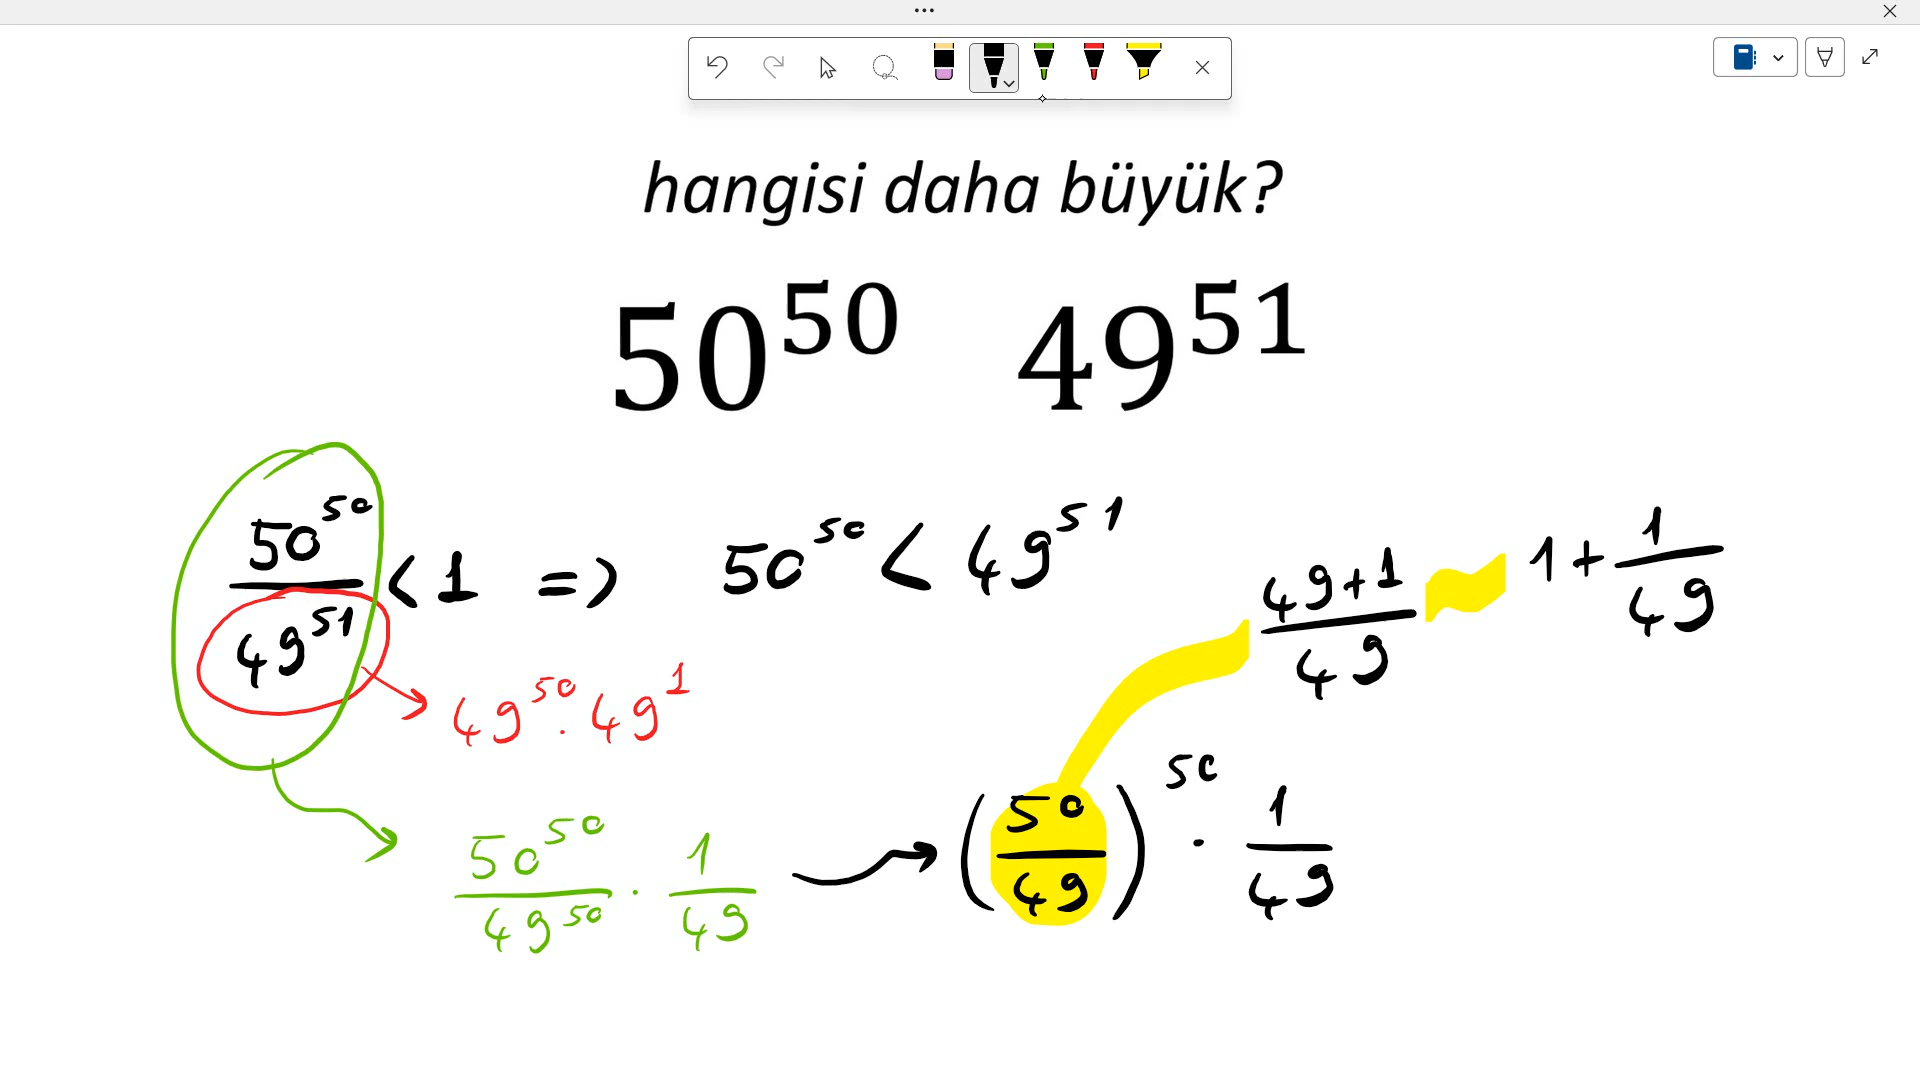 hangisi daha büyük?
50^50 49^51
50^50 / 49^51 < 1 => 50^50 < 49^51
(49+1) / 49 1 + 1/49
49^50 . 49^1
50^50 / 49^50 . 1/49
(50/49)^50 . 1/49